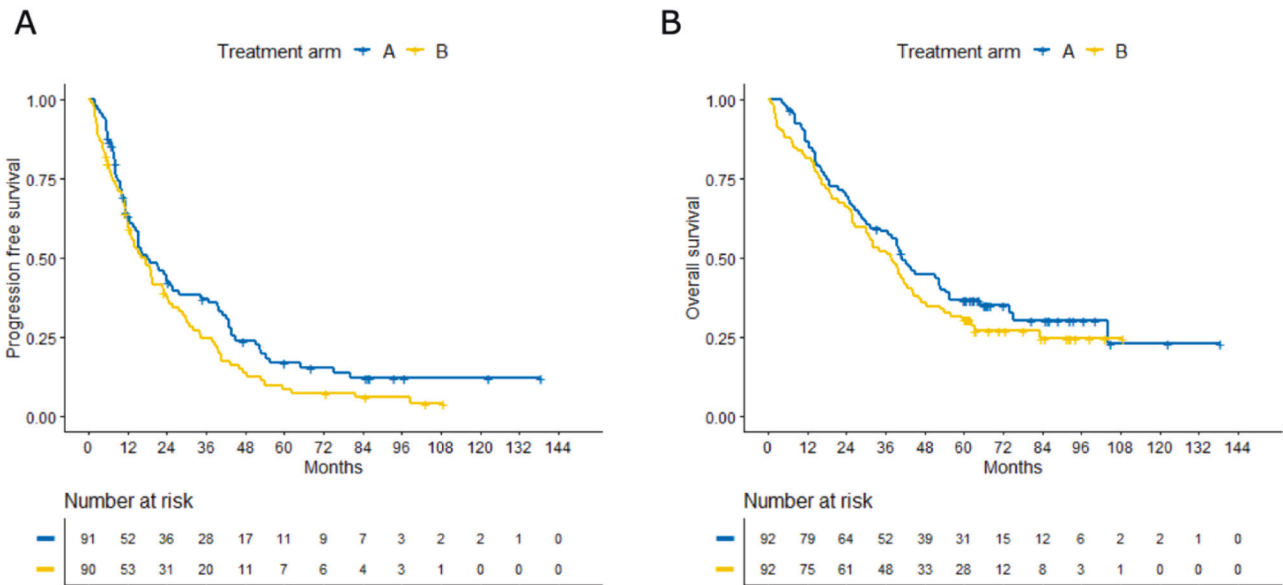 A
Treatment arm A B
Progression free survival
1.00
0.75
0.50
0.25
0.00
0 12 24 36 48 60 72 84 96 108 120 132 144
Months
Number at risk
91 52 36 28 17 11 9 7 3 2 2 1 0
90 53 31 20 11 7 6 4 3 1 0 0 0
B
Treatment arm A B
Overall survival
1.00
0.75
0.50
0.25
0.00
0 12 24 36 48 60 72 84 96 108 120 132 144
Months
Number at risk
92 79 64 52 39 31 15 12 6 2 2 1 0
92 75 61 48 33 28 12 8 3 1 0 0 0